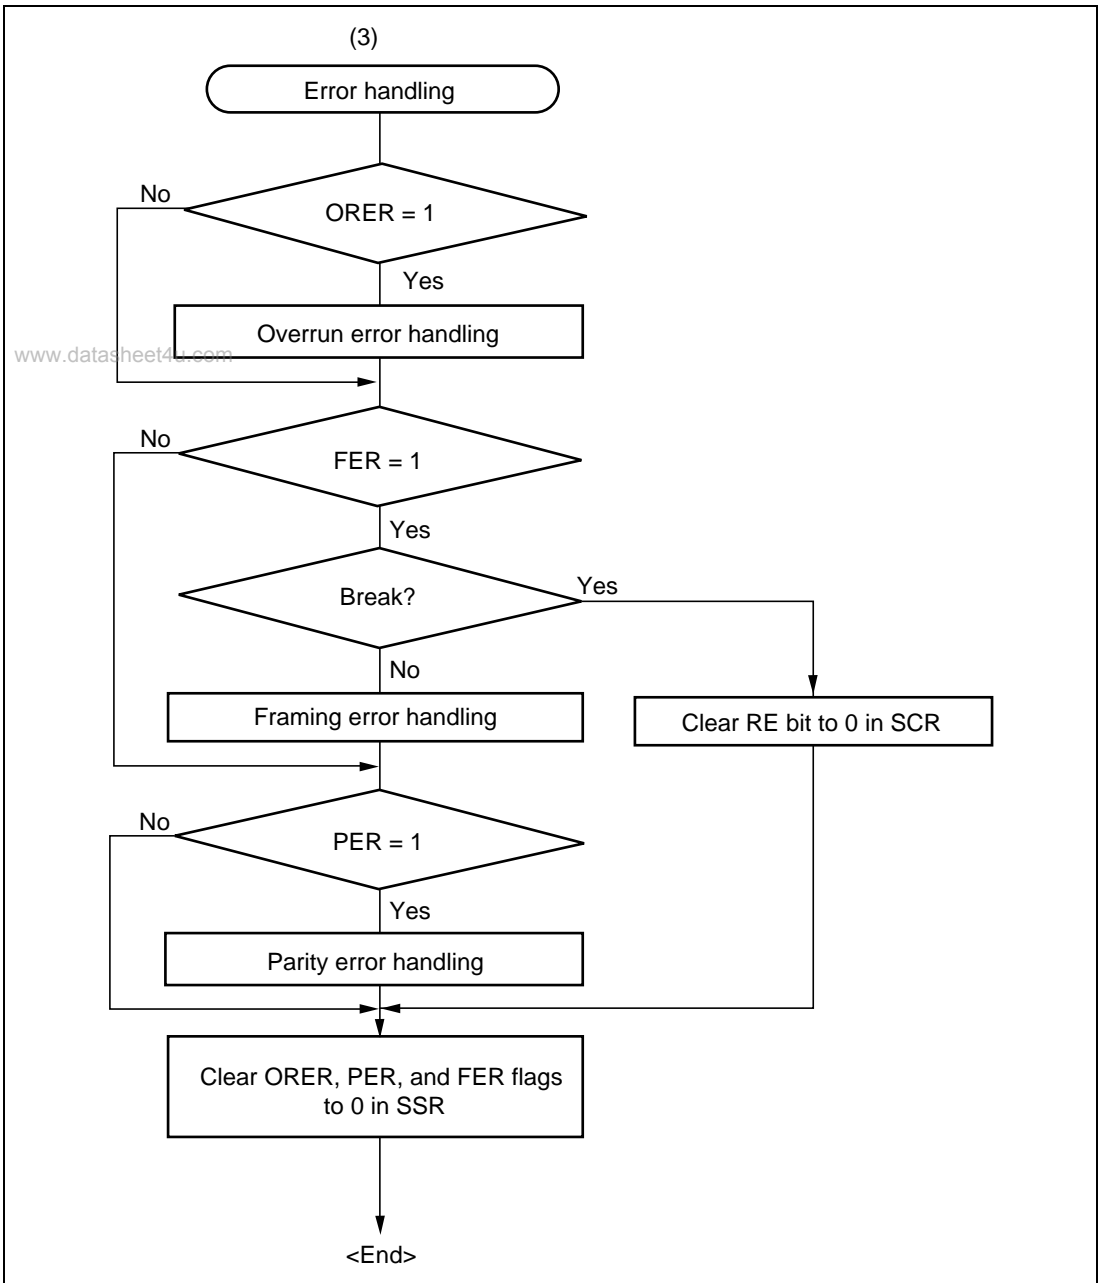 (3)
Error handling
No
ORER = 1
Yes
Overrun error handling
www.datasheet4u.com
No
FER = 1
Yes
Break?
Yes
No
Framing error handling
Clear RE bit to 0 in SCR
No
PER = 1
Yes
Parity error handling
Clear ORER, PER, and FER flags
to 0 in SSR
<End>